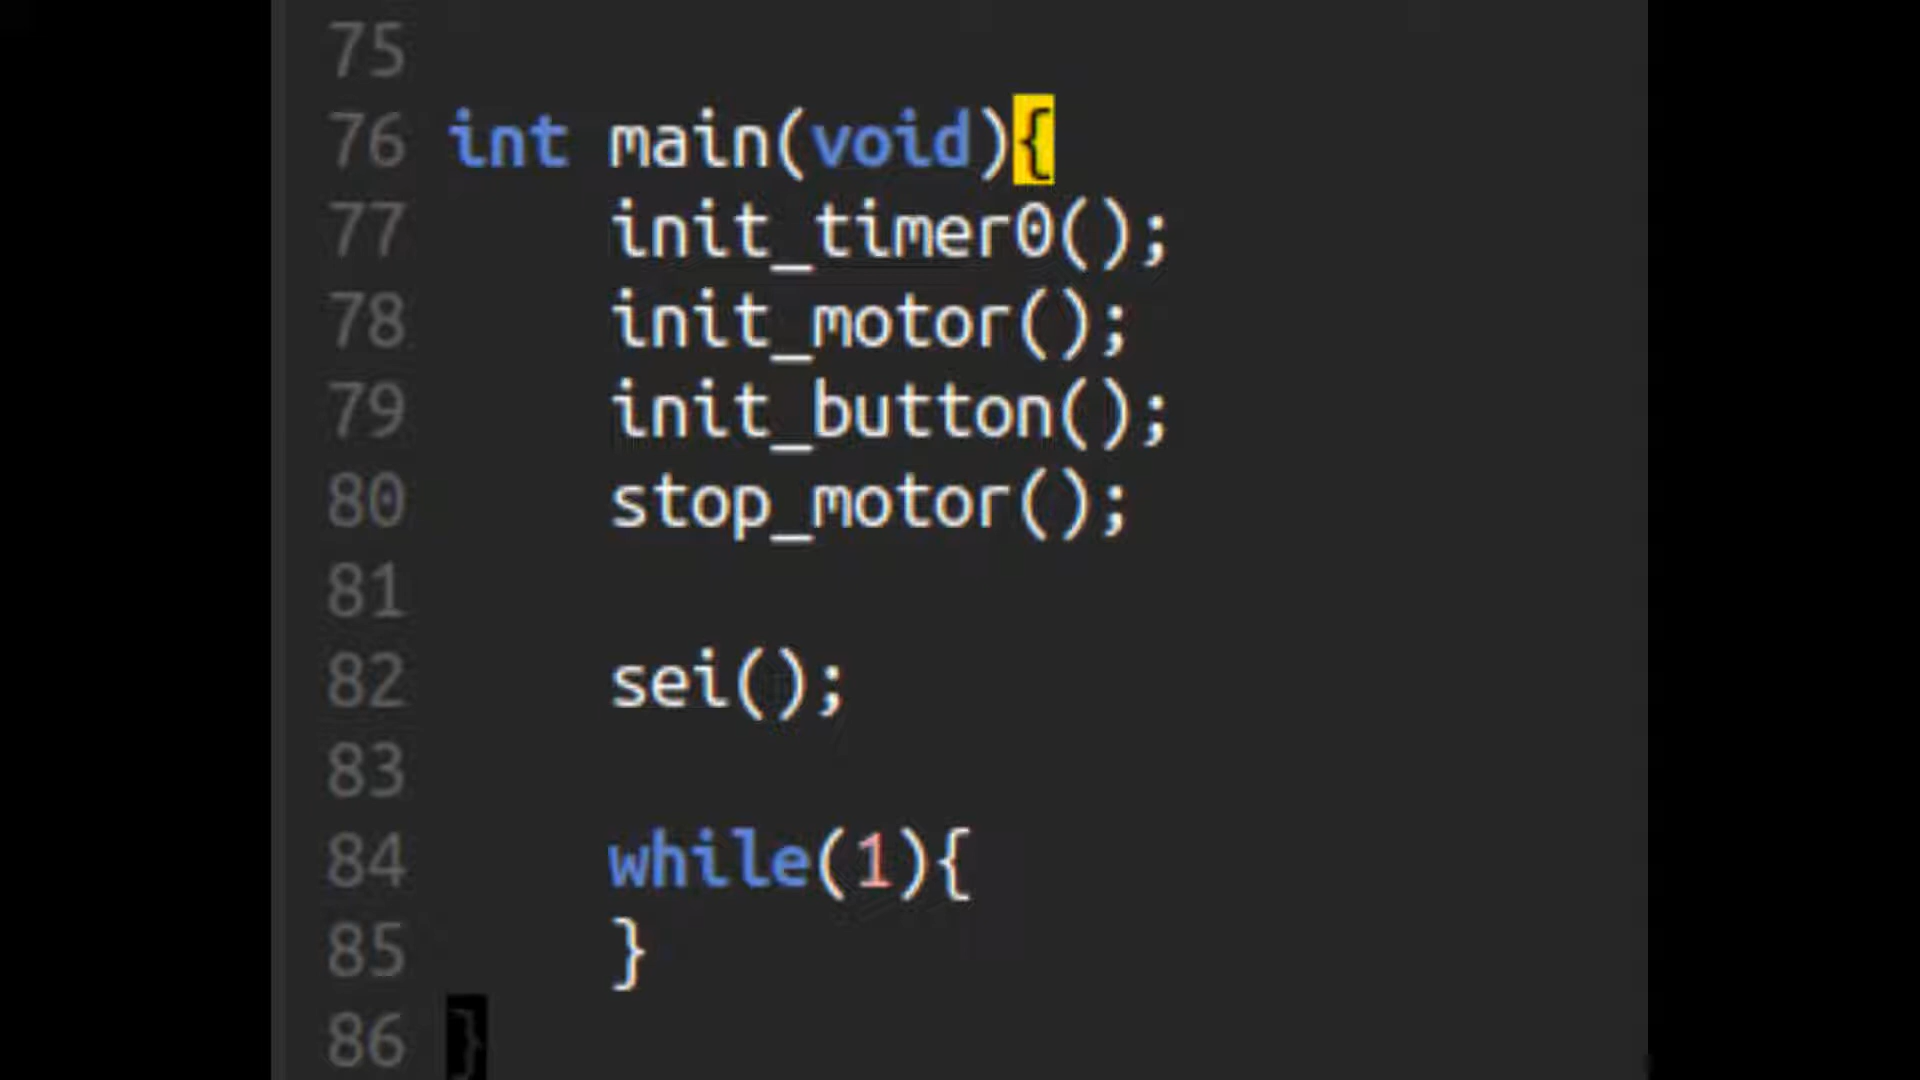 75
76 int main(void){
77     init_timer0();
78     init_motor();
79     init_button();
80     stop_motor();
81
82     sei();
83
84     while(1){
85     }
86 }